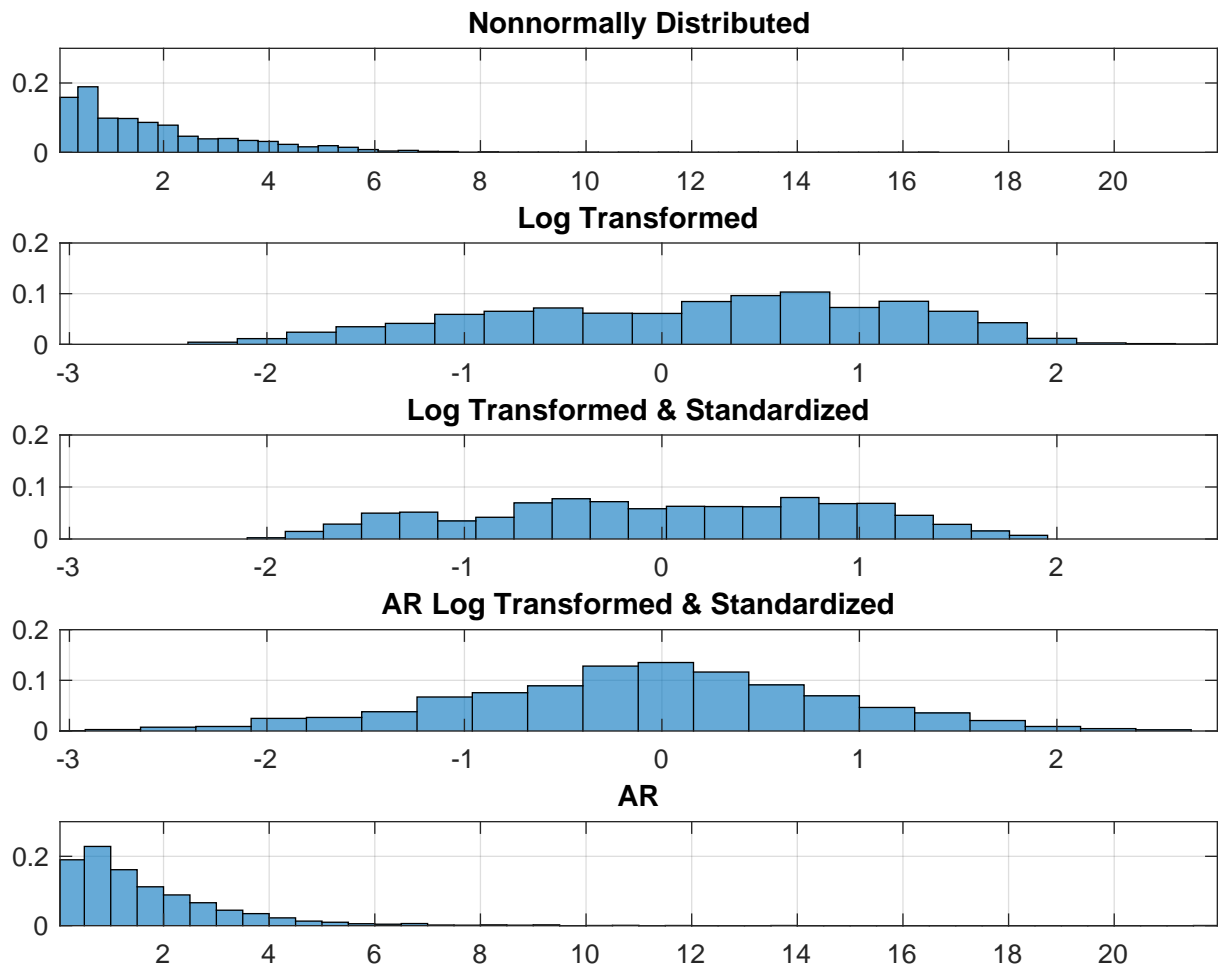 Nonnormally Distributed
0.2
0
2 4 6 8 10 12 14 16 18 20
Log Transformed
0.2
0.1
0
-3 -2 -1 0 1 2
Log Transformed & Standardized
0.2
0.1
0
-3 -2 -1 0 1 2
AR Log Transformed & Standardized
0.2
0.1
0
-3 -2 -1 0 1 2
AR
0.2
0
2 4 6 8 10 12 14 16 18 20